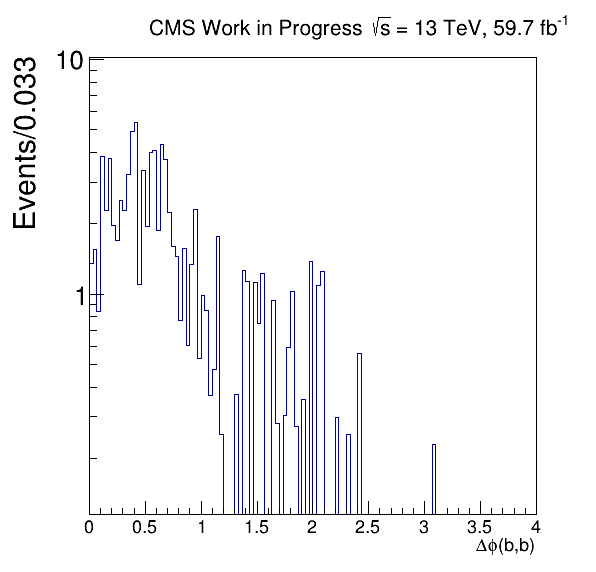 CMS Work in Progress √s = 13 TeV, 59.7 fb⁻¹
Events/0.033
10
1
0 0.5 1 1.5 2 2.5 3 3.5 4
Δϕ(b,b)